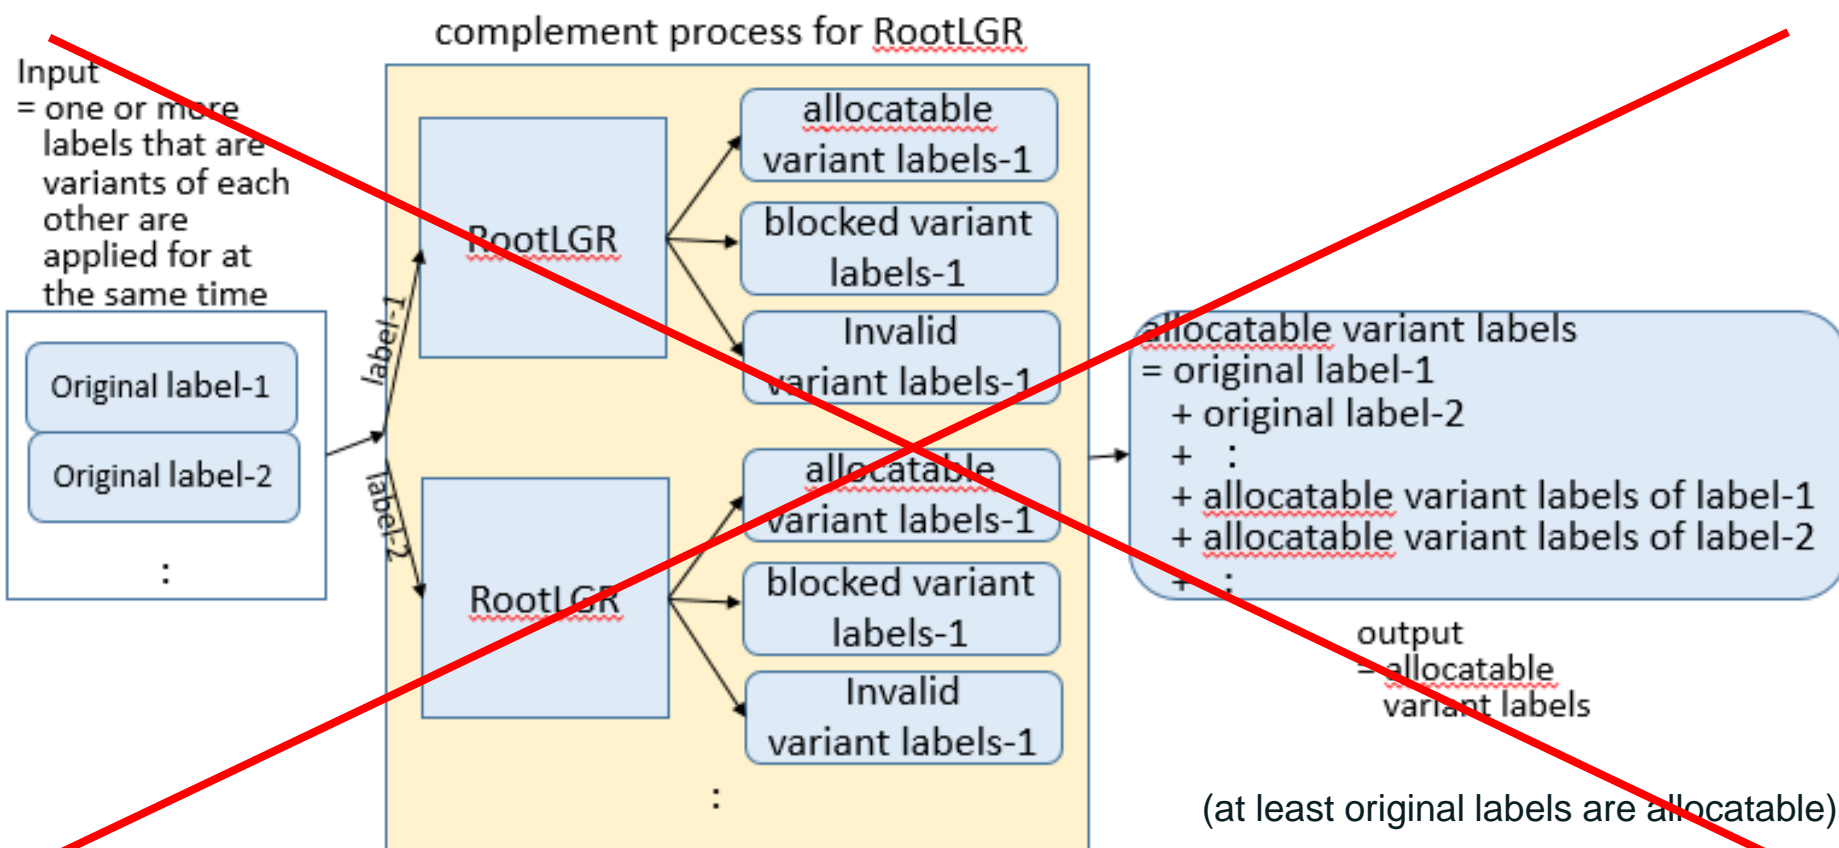 complement process for RootLGR
Input
= one or more
labels that are
variants of each
other are
applied for at
the same time
Original label-1
Original label-2
:
label-1
label-2
RootLGR
allocatable
variant labels-1
blocked variant
labels-1
Invalid
variant labels-1
RootLGR
allocatable
variant labels-1
blocked variant
labels-1
Invalid
variant labels-1
:
allocatable variant labels
= original label-1
+ original label-2
+ :
+ allocatable variant labels of label-1
+ allocatable variant labels of label-2
+ :
output
= allocatable
variant labels
(at least original labels are allocatable)